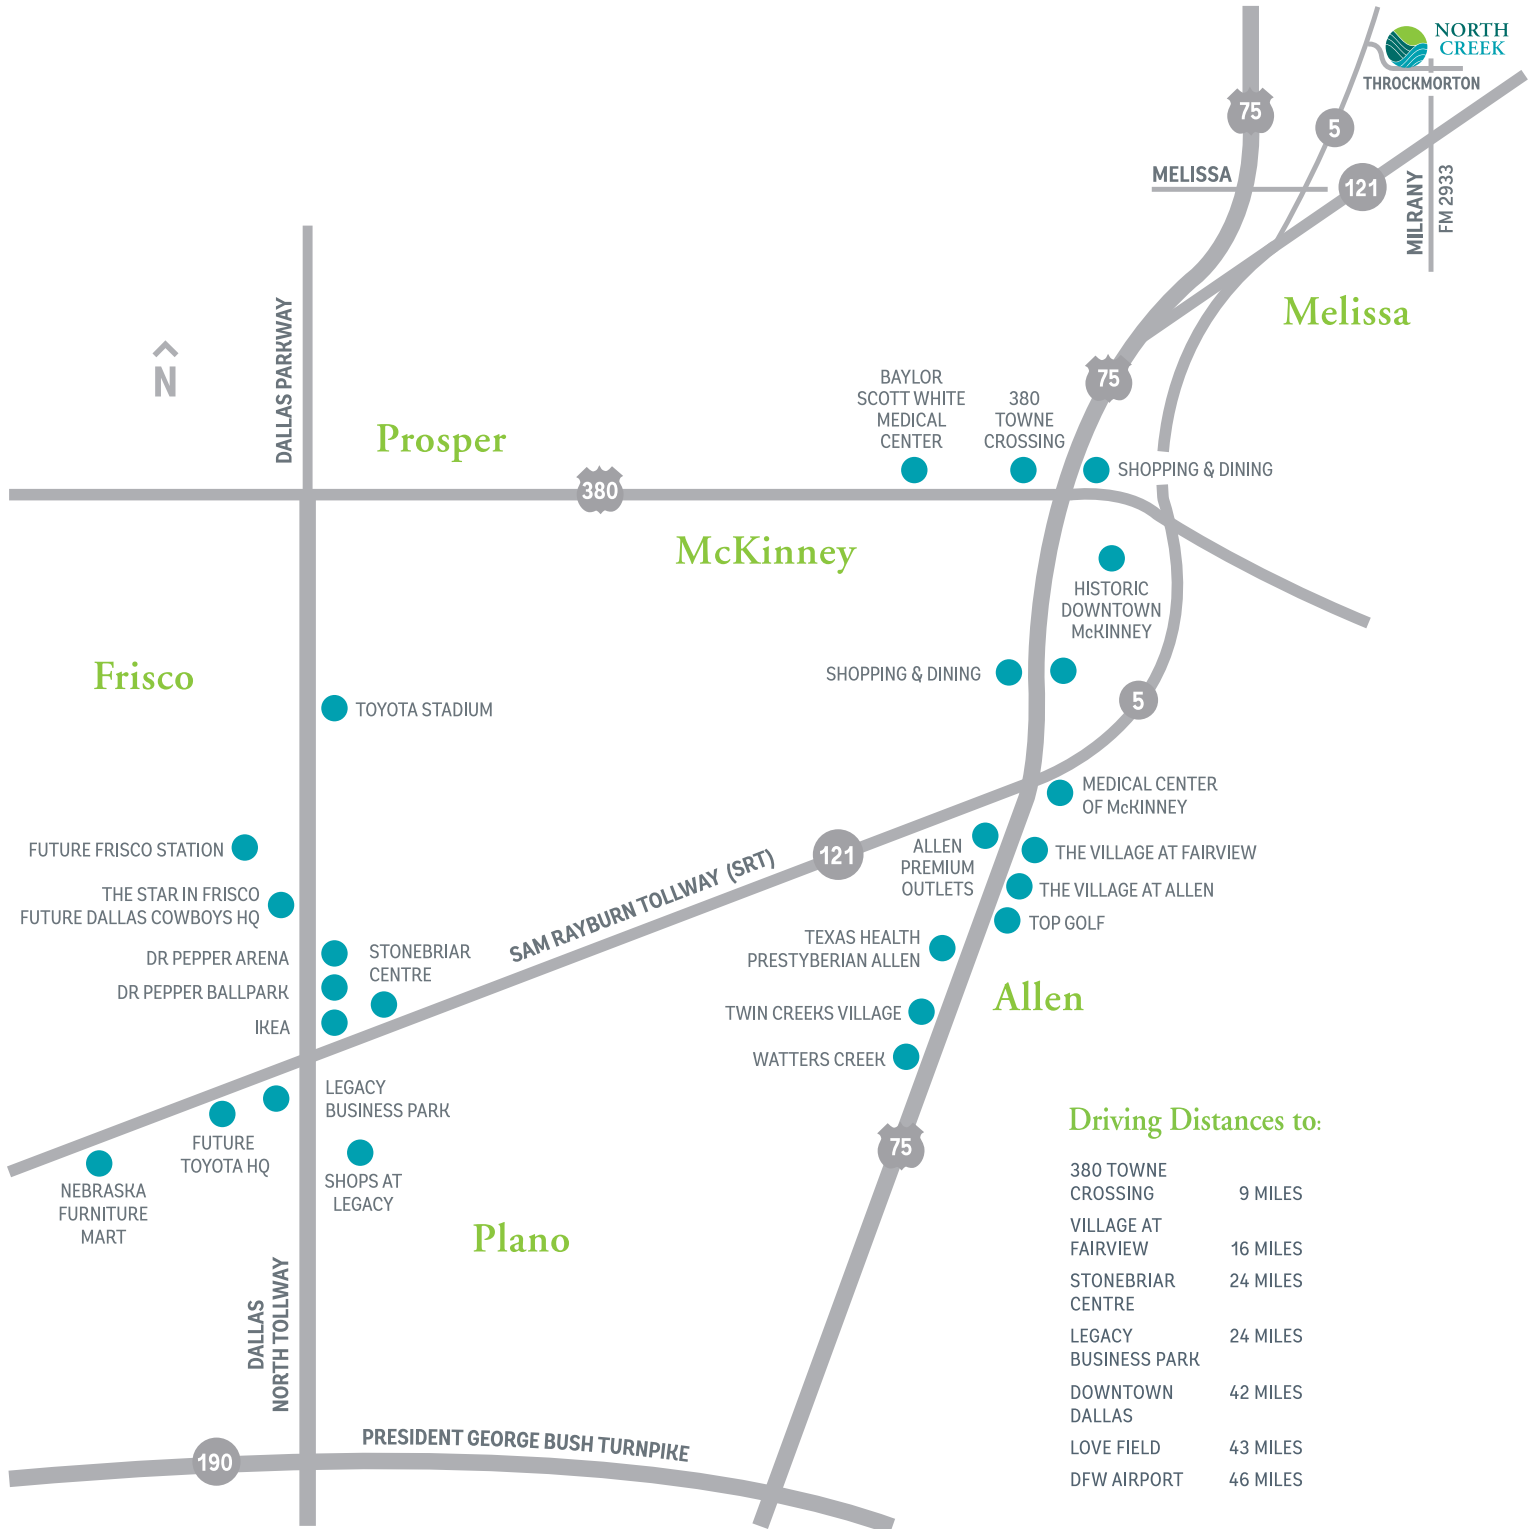 NORTH
CREEK
THROCKMORTON
75
5
MELISSA
121
MILRANY
FM 2933
Melissa
DALLAS PARKWAY
N
75
BAYLOR
SCOTT WHITE
MEDICAL
CENTER
380
TOWNE
CROSSING
SHOPPING & DINING
Prosper
380
McKinney
HISTORIC
DOWNTOWN
McKINNEY
Frisco
SHOPPING & DINING
5
TOYOTA STADIUM
MEDICAL CENTER
OF McKINNEY
FUTURE FRISCO STATION
SAM RAYBURN TOLLWAY (SRT)
121
ALLEN
PREMIUM
OUTLETS
THE VILLAGE AT FAIRVIEW
THE VILLAGE AT ALLEN
TOP GOLF
THE STAR IN FRISCO
FUTURE DALLAS COWBOYS HQ
DR PEPPER ARENA
STONEBRIAR
CENTRE
DR PEPPER BALLPARK
IKEA
TEXAS HEALTH
PRESTYBERIAN ALLEN
TWIN CREEKS VILLAGE
WATTERS CREEK
Allen
LEGACY
BUSINESS PARK
FUTURE
TOYOTA HQ
NEBRASKA
FURNITURE
MART
SHOPS AT
LEGACY
75
Plano
DALLAS
NORTH TOLLWAY
190
PRESIDENT GEORGE BUSH TURNPIKE
Driving Distances to:
380 TOWNE
CROSSING 9 MILES
VILLAGE AT
FAIRVIEW 16 MILES
STONEBRIAR 24 MILES
CENTRE
LEGACY 24 MILES
BUSINESS PARK
DOWNTOWN 42 MILES
DALLAS
LOVE FIELD 43 MILES
DFW AIRPORT 46 MILES